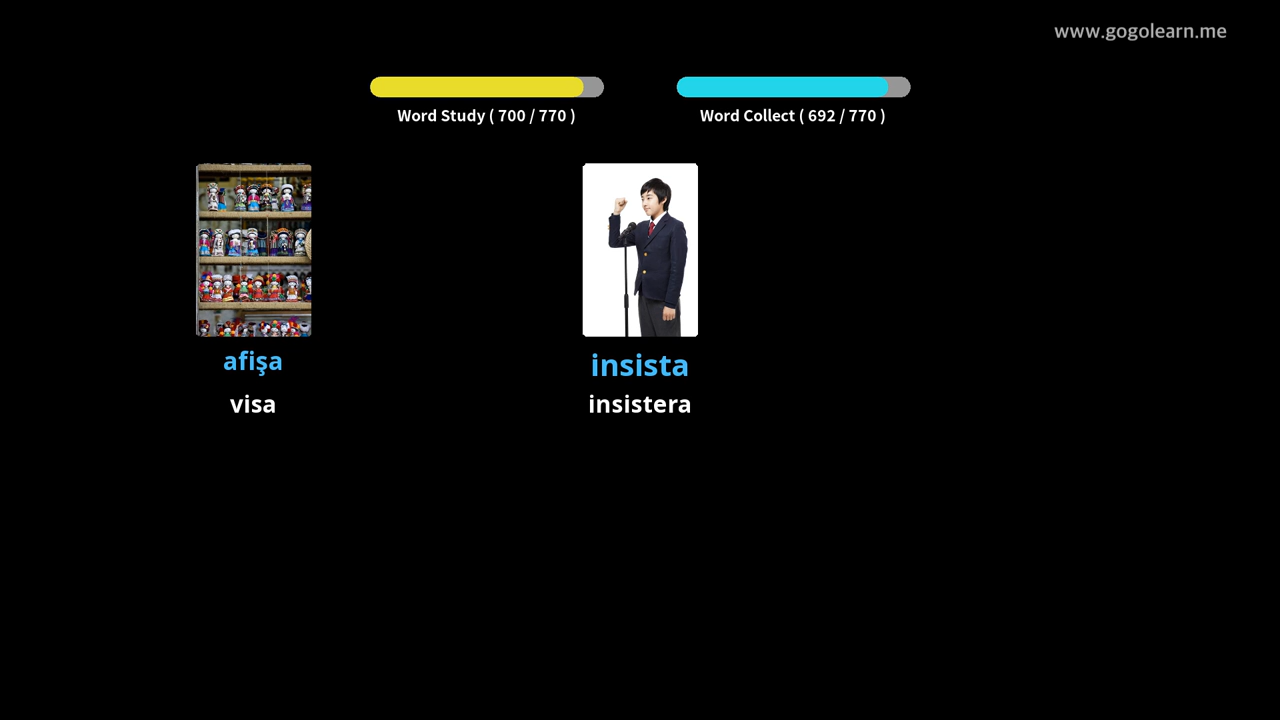 www.gogolearn.me
Word Study ( 700 / 770 )
Word Collect ( 692 / 770 )
afişa
insista
visa
insistera